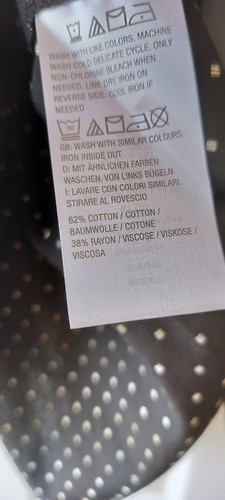 WASH WITH LIKE COLORS. MACHINE
WASH COLD DELICATE CYCLE. ONLY
NON-CHLORINE BLEACH WHEN
NEEDED. LINE DRY. IRON ON
REVERSE SIDE. COOL IRON IF
NEEDED
30
GB: WASH WITH SIMILAR COLOURS.
IRON INSIDE OUT
D: MIT ÄHNLICHEN FARBEN
WASCHEN. VON LINKS BÜGELN
I: LAVARE CON COLORI SIMILARI.
STIRARE AL ROVESCIO
62% COTTON / COTTON /
BAUMWOLLE / COTONE
38% RAYON / VISCOSE / VISKOSE /
VISCOSA